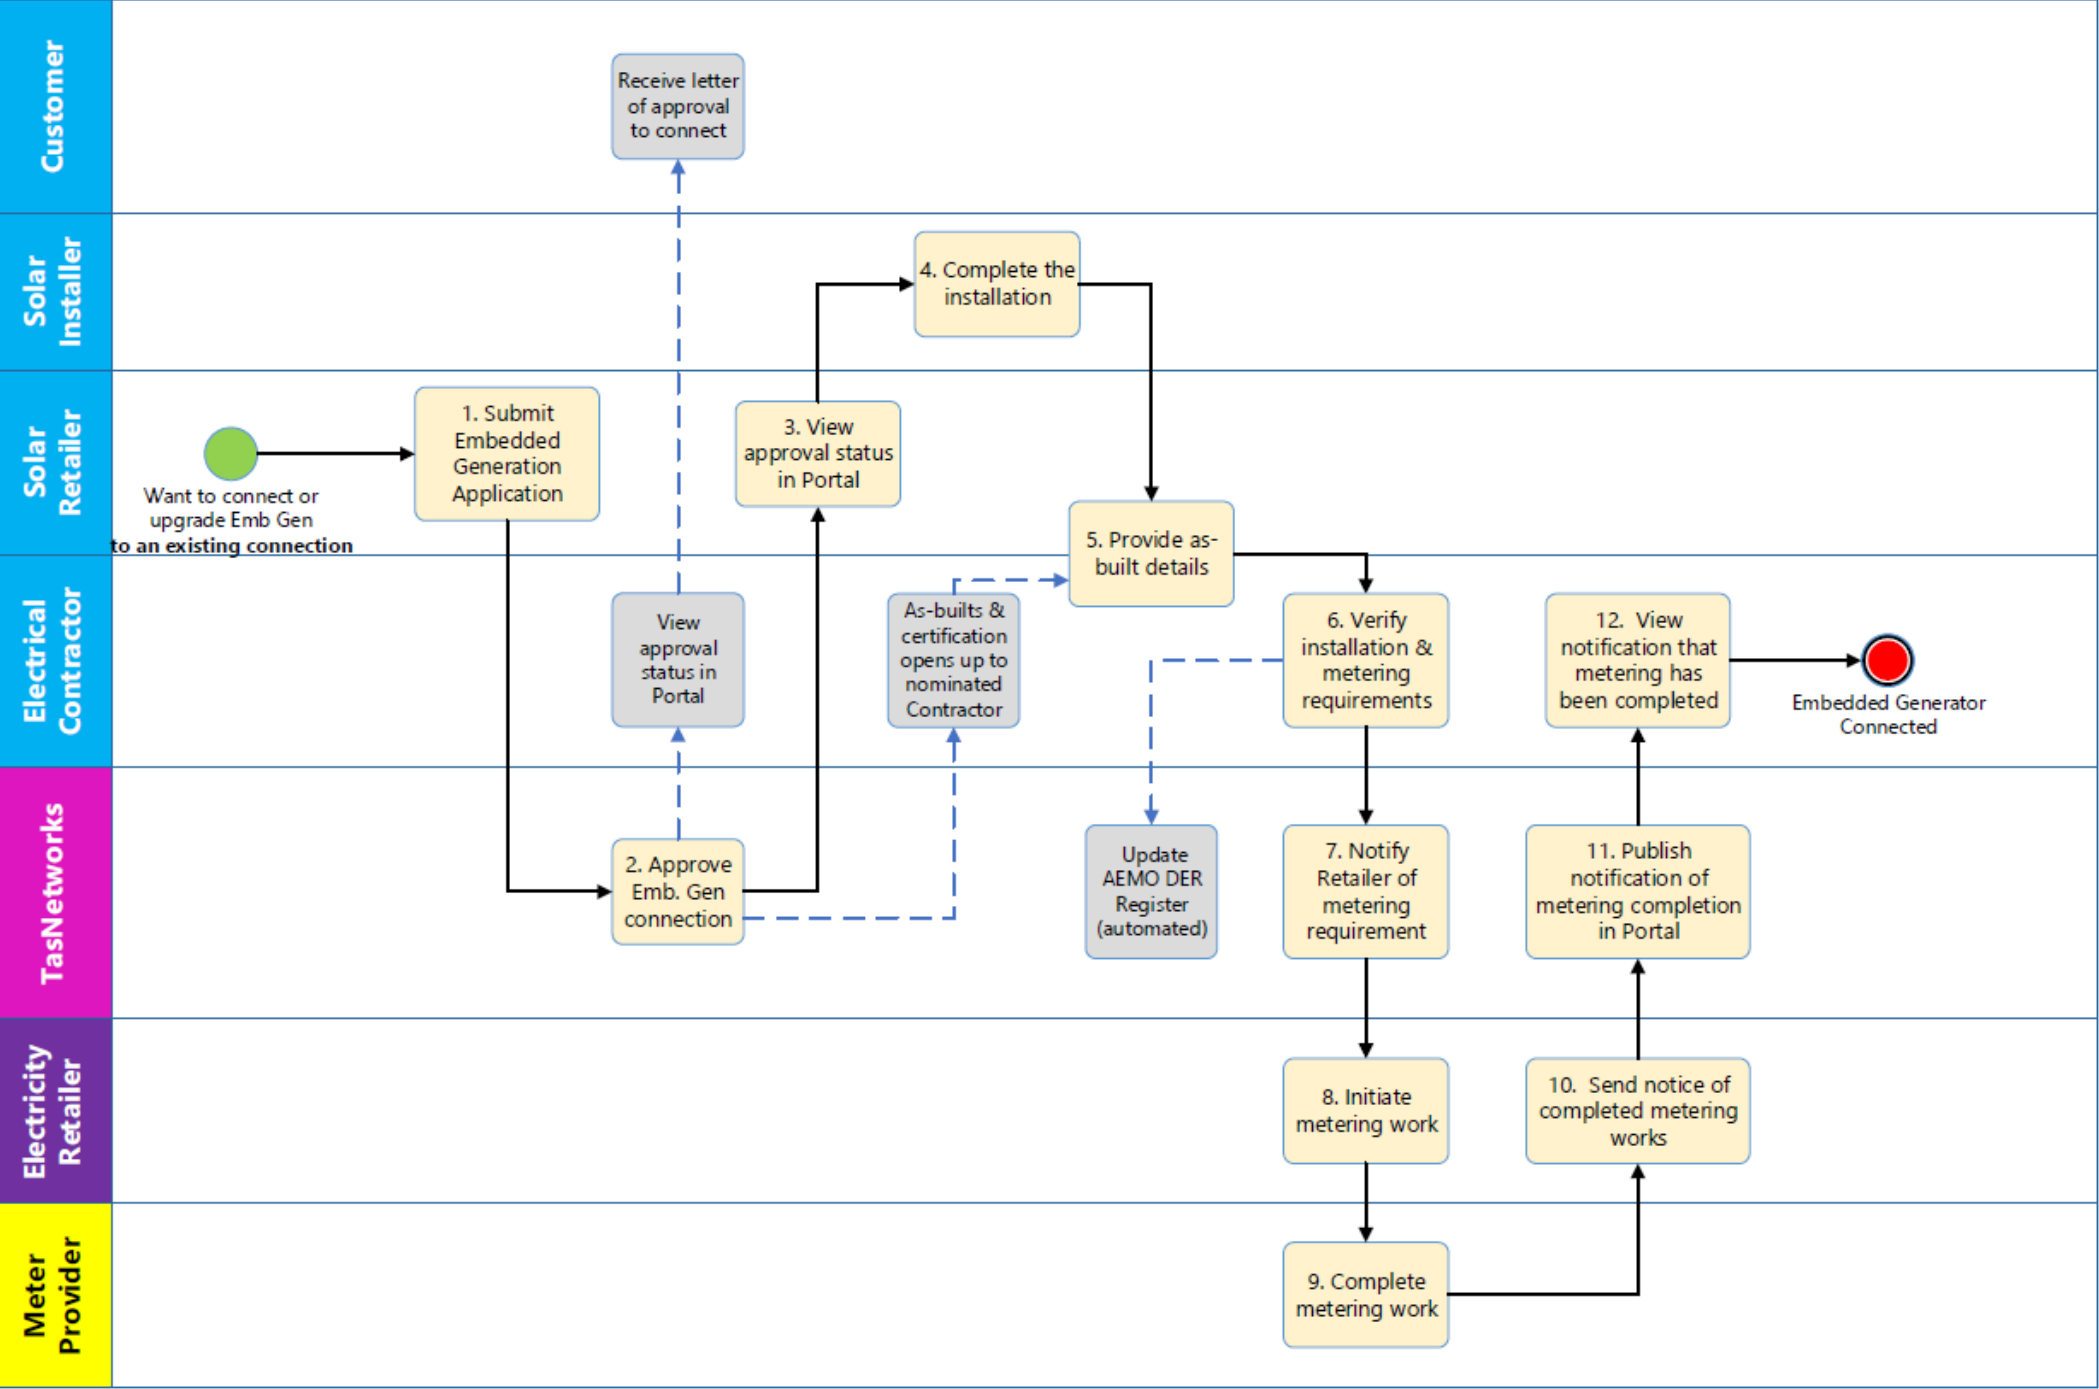 Customer
Receive letter
of approval
to connect
Solar
Installer
4. Complete the
installation
Solar
Retailer
Want to connect or
upgrade Emb Gen
to an existing connection
1. Submit
Embedded
Generation
Application
3. View
approval status
in Portal
5. Provide as-
built details
Electrical
Contractor
View
approval
status in
Portal
As-builts &
certification
opens up to
nominated
Contractor
6. Verify
installation &
metering
requirements
12. View
notification that
metering has
been completed
Embedded Generator
Connected
TasNetworks
2. Approve
Emb. Gen
connection
Update
AEMO DER
Register
(automated)
7. Notify
Retailer of
metering
requirement
11. Publish
notification of
metering completion
in Portal
Electricity
Retailer
8. Initiate
metering work
10. Send notice of
completed metering
works
Meter
Provider
9. Complete
metering work